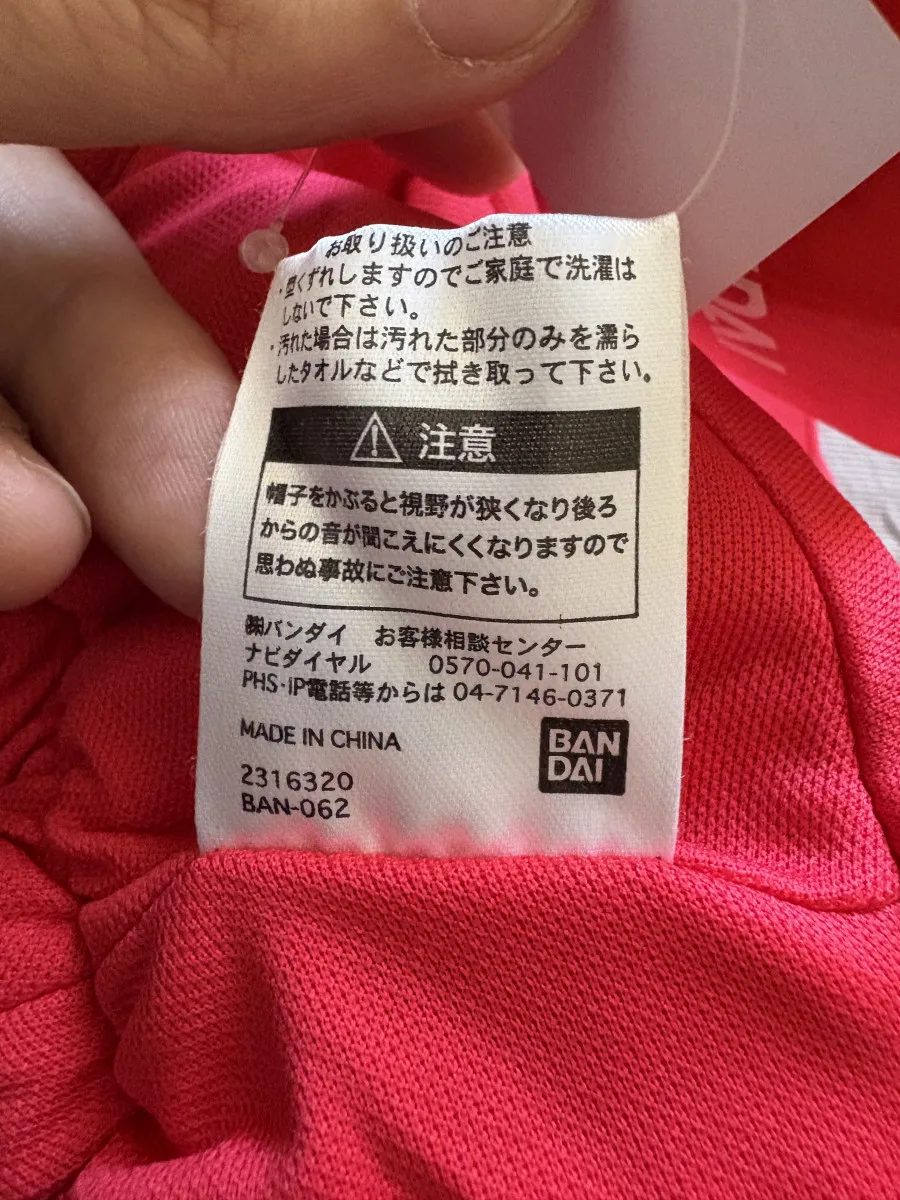 お取り扱いのご注意
・型くずれしますのでご家庭で洗濯は
しないで下さい。
・汚れた場合は汚れた部分のみを濡ら
したタオルなどで拭き取って下さい。
⚠ 注意
帽子をかぶると視野が狭くなり後ろ
からの音が聞こえにくくなりますので
思わぬ事故にご注意下さい。
㈱バンダイ お客様相談センター
ナビダイヤル 0570-041-101
PHS・IP電話等からは 04-7146-0371
MADE IN CHINA
BAN
DAI
2316320
BAN-062